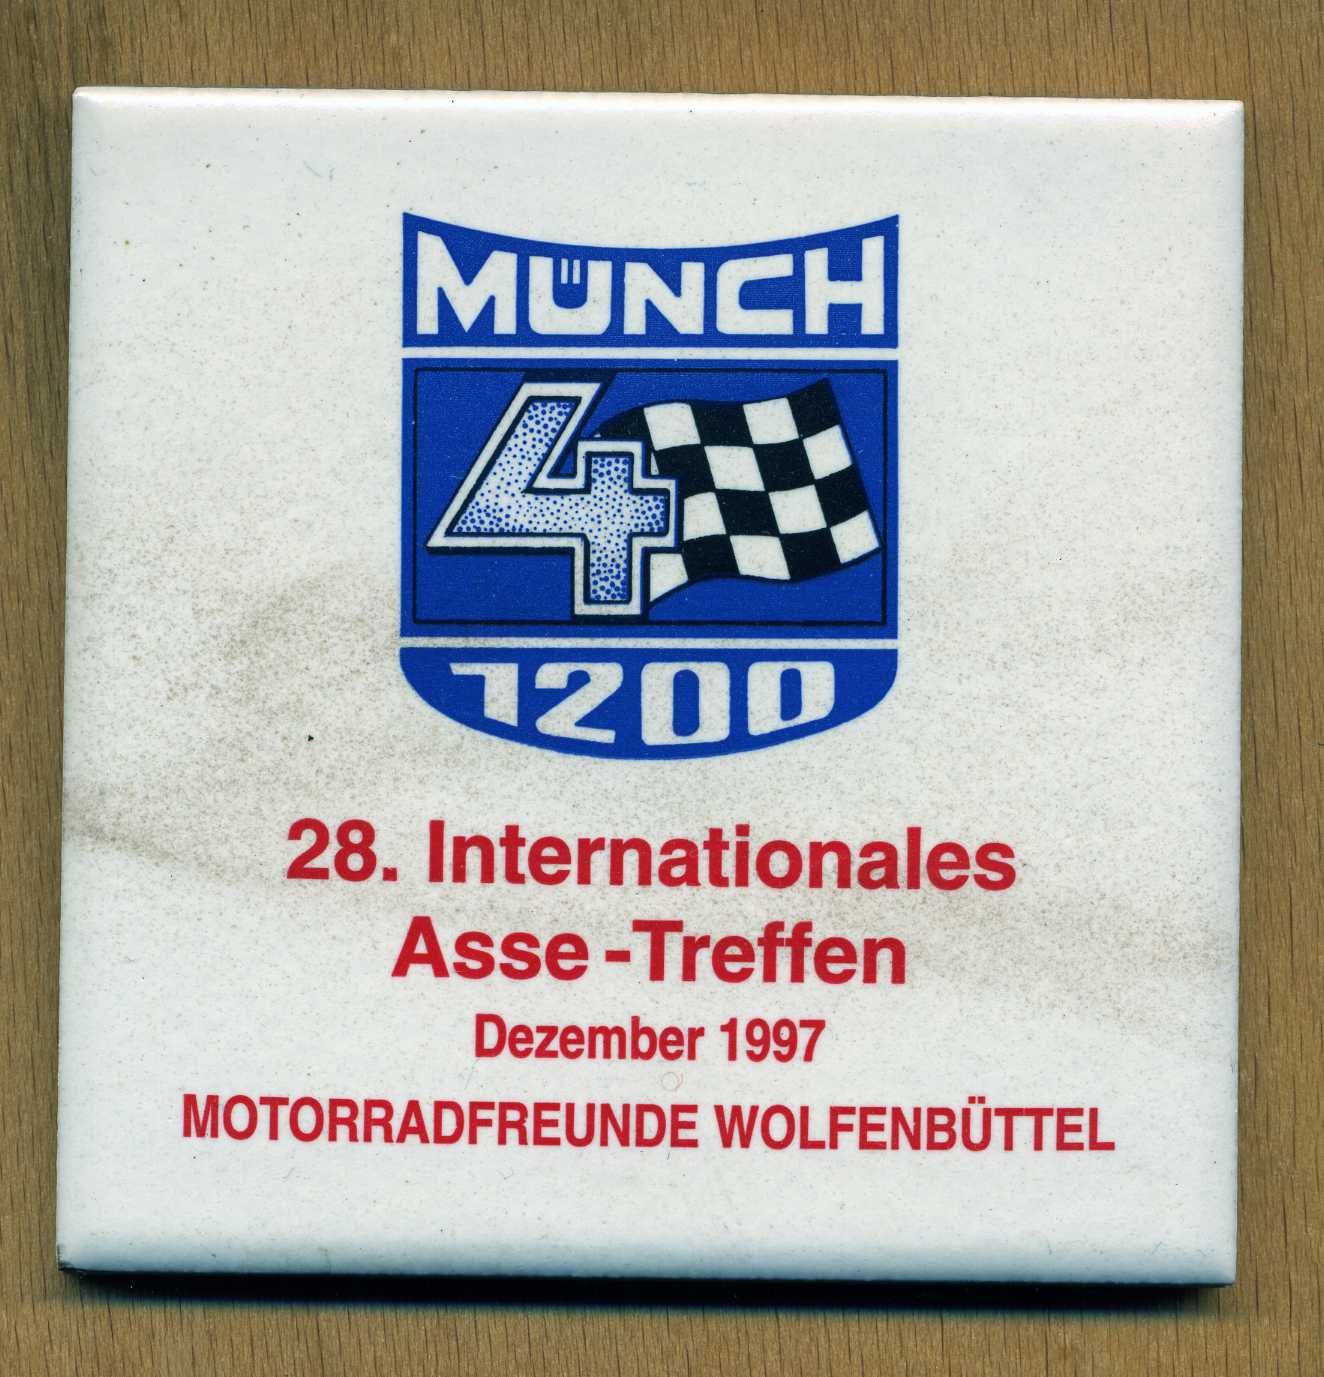 MÜNCH
4
1200
28. Internationales
Asse-Treffen
Dezember 1997
MOTORRADFREUNDE WOLFENBÜTTEL